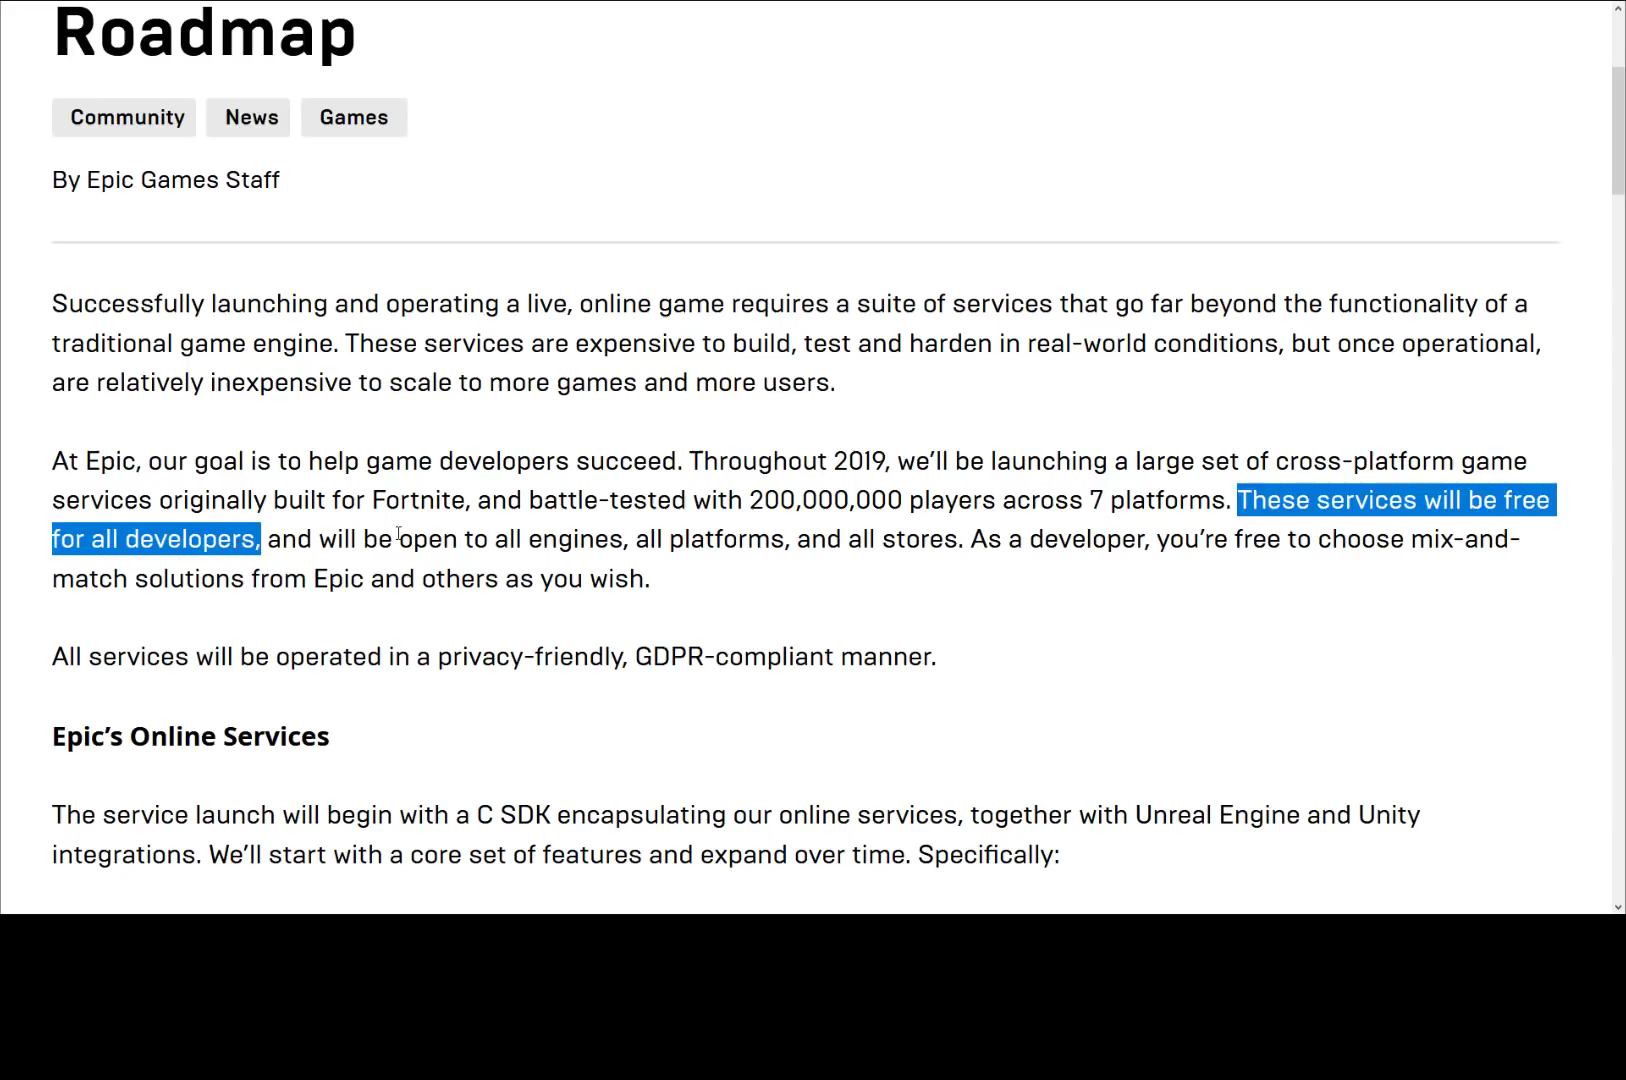 Roadmap
Community
News
Games
By Epic Games Staff
Successfully launching and operating a live, online game requires a suite of services that go far beyond the functionality of a
traditional game engine. These services are expensive to build, test and harden in real-world conditions, but once operational,
are relatively inexpensive to scale to more games and more users.
At Epic, our goal is to help game developers succeed. Throughout 2019, we’ll be launching a large set of cross-platform game
services originally built for Fortnite, and battle-tested with 200,000,000 players across 7 platforms. These services will be free
for all developers, and will be open to all engines, all platforms, and all stores. As a developer, you’re free to choose mix-and-
match solutions from Epic and others as you wish.
All services will be operated in a privacy-friendly, GDPR-compliant manner.
Epic’s Online Services
The service launch will begin with a C SDK encapsulating our online services, together with Unreal Engine and Unity
integrations. We’ll start with a core set of features and expand over time. Specifically: